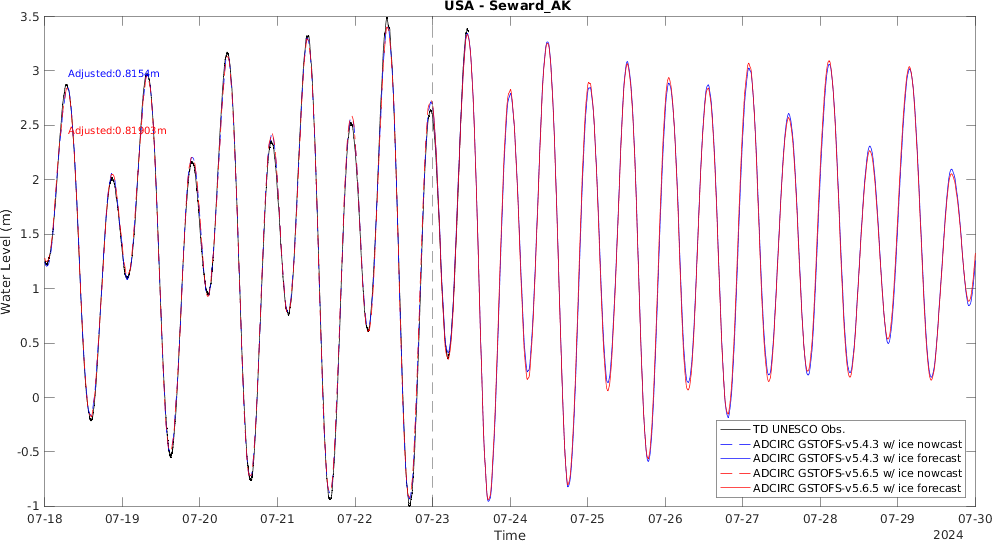 USA - Seward_AK
3.5
3
2.5
2
1.5
1
0.5
0
-0.5
-1
Water Level (m)
Adjusted:0.8154m
Adjusted:0.81903m
TD UNESCO Obs.
ADCIRC GSTOFS-v5.4.3 w/ ice nowcast
ADCIRC GSTOFS-v5.4.3 w/ ice forecast
ADCIRC GSTOFS-v5.6.5 w/ ice nowcast
ADCIRC GSTOFS-v5.6.5 w/ ice forecast
07-18 07-19 07-20 07-21 07-22 07-23 07-24 07-25 07-26 07-27 07-28 07-29 07-30
Time
2024